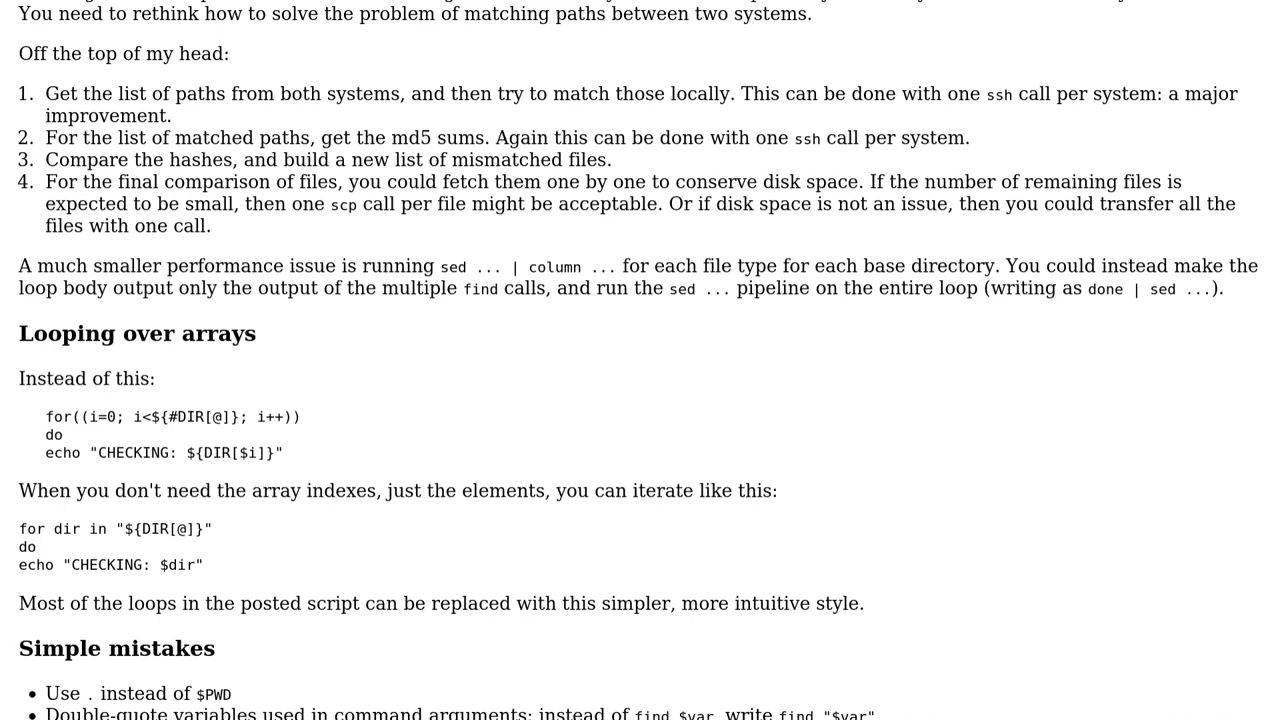 You need to rethink how to solve the problem of matching paths between two systems.
Off the top of my head:
1. Get the list of paths from both systems, and then try to match those locally. This can be done with one ssh call per system: a major
improvement.
2. For the list of matched paths, get the md5 sums. Again this can be done with one ssh call per system.
3. Compare the hashes, and build a new list of mismatched files.
4. For the final comparison of files, you could fetch them one by one to conserve disk space. If the number of remaining files is
expected to be small, then one scp call per file might be acceptable. Or if disk space is not an issue, then you could transfer all the
files with one call.
A much smaller performance issue is running sed ... | column ... for each file type for each base directory. You could instead make the
loop body output only the output of the multiple find calls, and run the sed ... pipeline on the entire loop (writing as done | sed ...).
Looping over arrays
Instead of this:
for((i=0; i<${#DIR[@]}; i++))
do
echo "CHECKING: ${DIR[$i]}"
When you don't need the array indexes, just the elements, you can iterate like this:
for dir in "${DIR[@]}"
do
echo "CHECKING: $dir"
Most of the loops in the posted script can be replaced with this simpler, more intuitive style.
Simple mistakes
• Use . instead of $PWD
• Double-quote variables used in command arguments: instead of find $var, write find "$var"